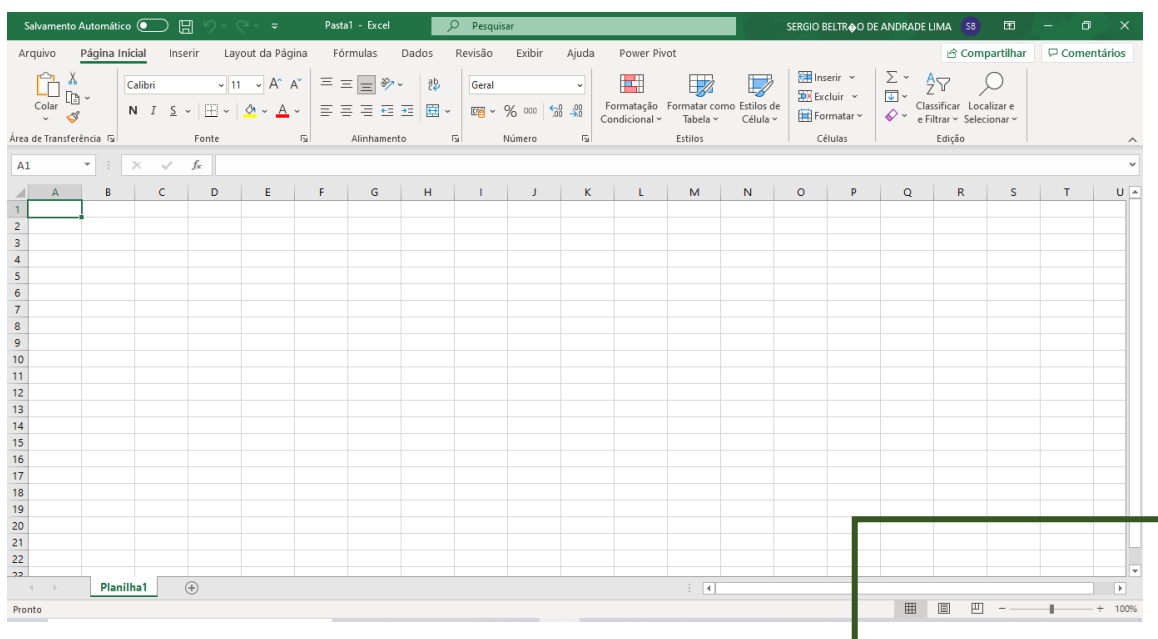 Salvamento Automático Pasta1 - Excel Pesquisar SERGIO BELTR�O DE ANDRADE LIMA SB
Arquivo Página Inicial Inserir Layout da Página Fórmulas Dados Revisão Exibir Ajuda Power Pivot Compartilhar Comentários
Colar
Calibri 11 A^ Aˇ ab Geral
N I S A % 000
Formatação Condicional
Formatar como Tabela
Estilos de Célula
Inserir
Excluir
Formatar
Classificar e Filtrar
Localizar e Selecionar
Área de Transferência Fonte Alinhamento Número Estilos Células Edição
A1 fx
A B C D E F G H I J K L M N O P Q R S T U
1
2
3
4
5
6
7
8
9
10
11
12
13
14
15
16
17
18
19
20
21
22
23
Planilha1
Pronto 100%